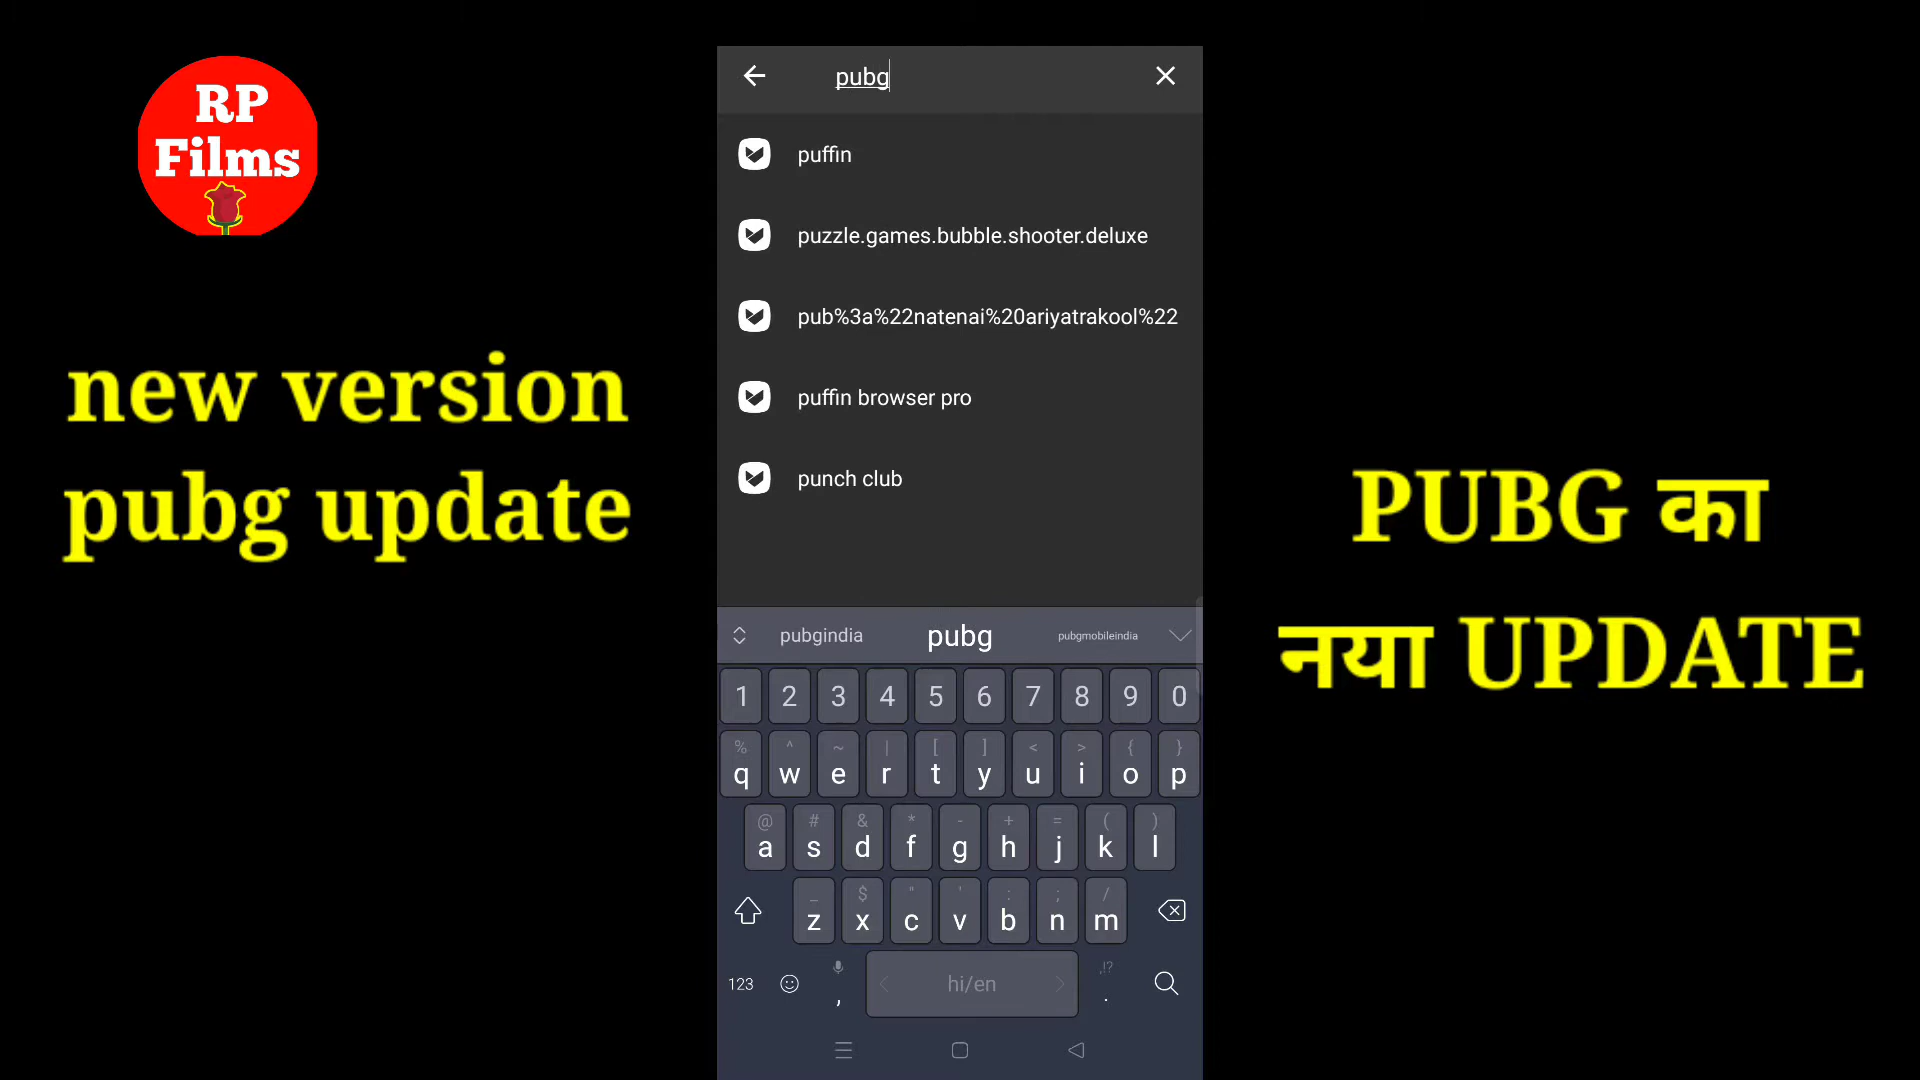 RP
Films
new version
pubg update
pubg
puffin
puzzle.games.bubble.shooter.deluxe
pub%3a%22natenai%20ariyatrakool%22
puffin browser pro
punch club
pubgindia pubg pubgmobileindia
1 2 3 4 5 6 7 8 9 0
% ^ ~ | [ ] < > { }
q w e r t y u i o p
@ # & * - + = ( )
a s d f g h j k l
_ $ " ' : ; /
z x c v b n m
123 , hi/en ,!? .
PUBG का
नया UPDATE